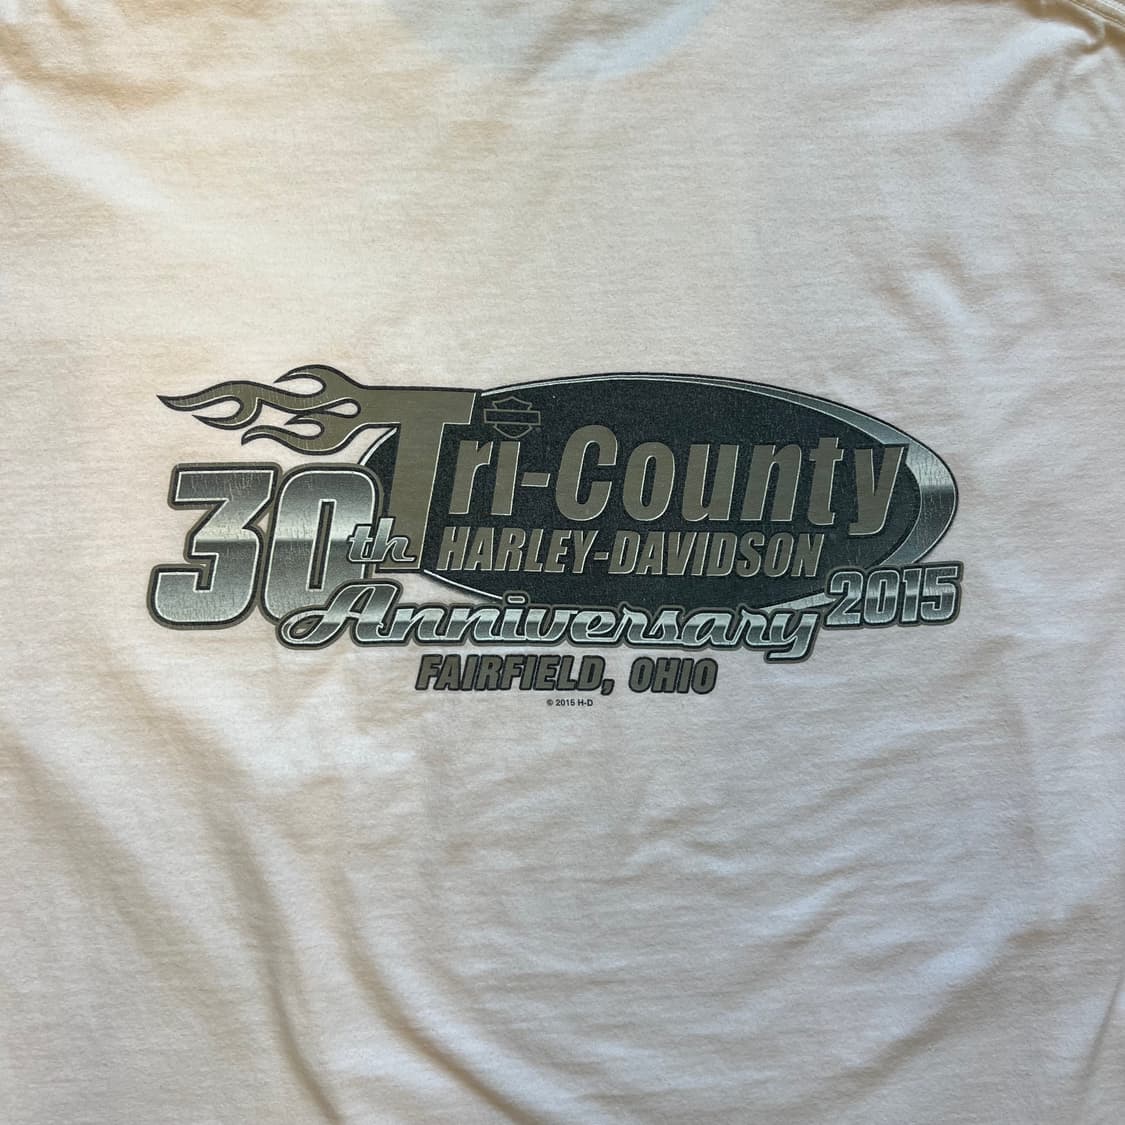 Tri-County
HARLEY-DAVIDSON
30th
Anniversary 2015
FAIRFIELD, OHIO
© 2015 H-D